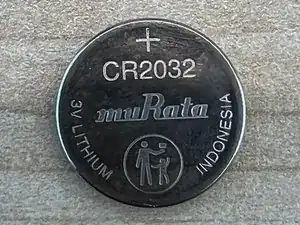 +
CR2032
muRata
3V LITHIUM
INDONESIA